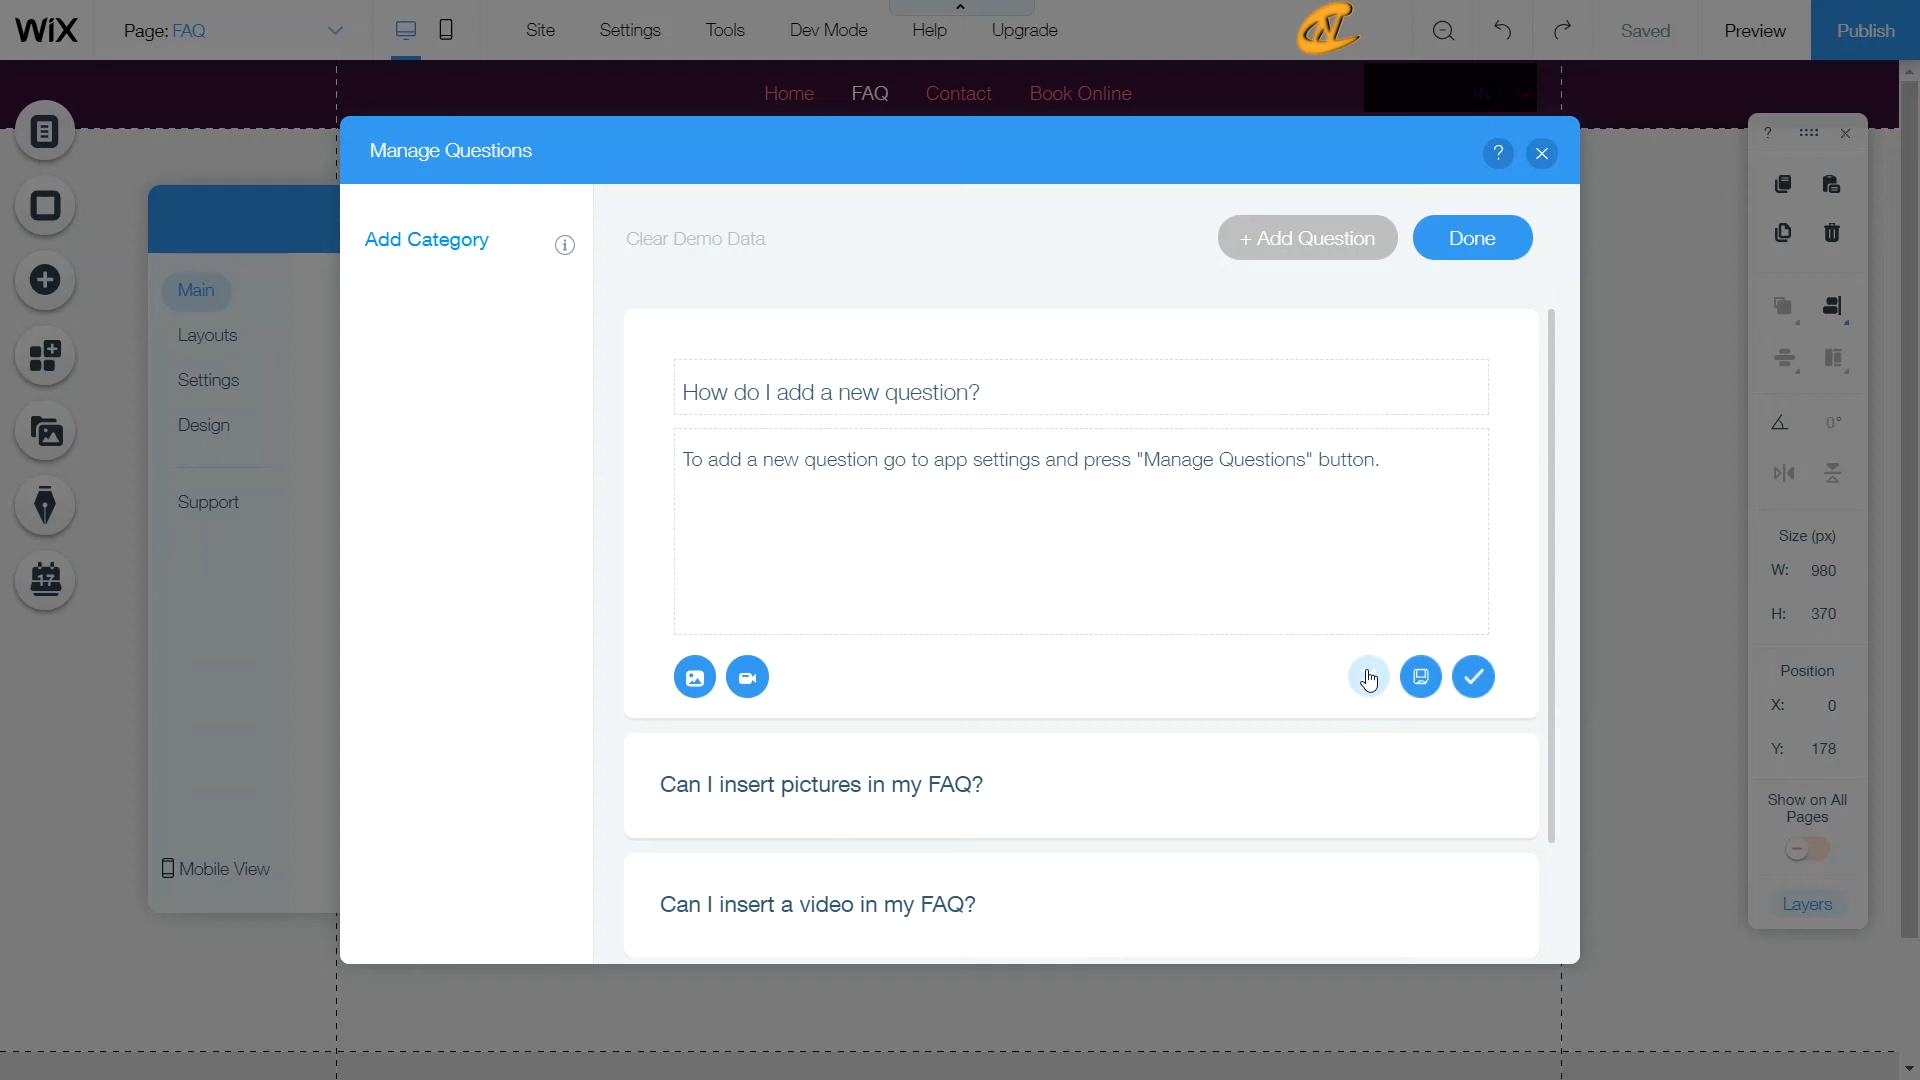 WiX
Page: FAQ
Site
Settings
Tools
Dev Mode
Help
Upgrade
Saved
Preview
Publish
Home
FAQ
Contact
Book Online
Manage Questions
?
Add Category
Clear Demo Data
+ Add Question
Done
Main
Layouts
Settings
Design
Support
Mobile View
How do I add a new question?
To add a new question go to app settings and press "Manage Questions" button.
Can I insert pictures in my FAQ?
Can I insert a video in my FAQ?
17
?
0°
Size (px)
W: 980
H: 370
Position
X: 0
Y: 178
Show on All
Pages
Layers